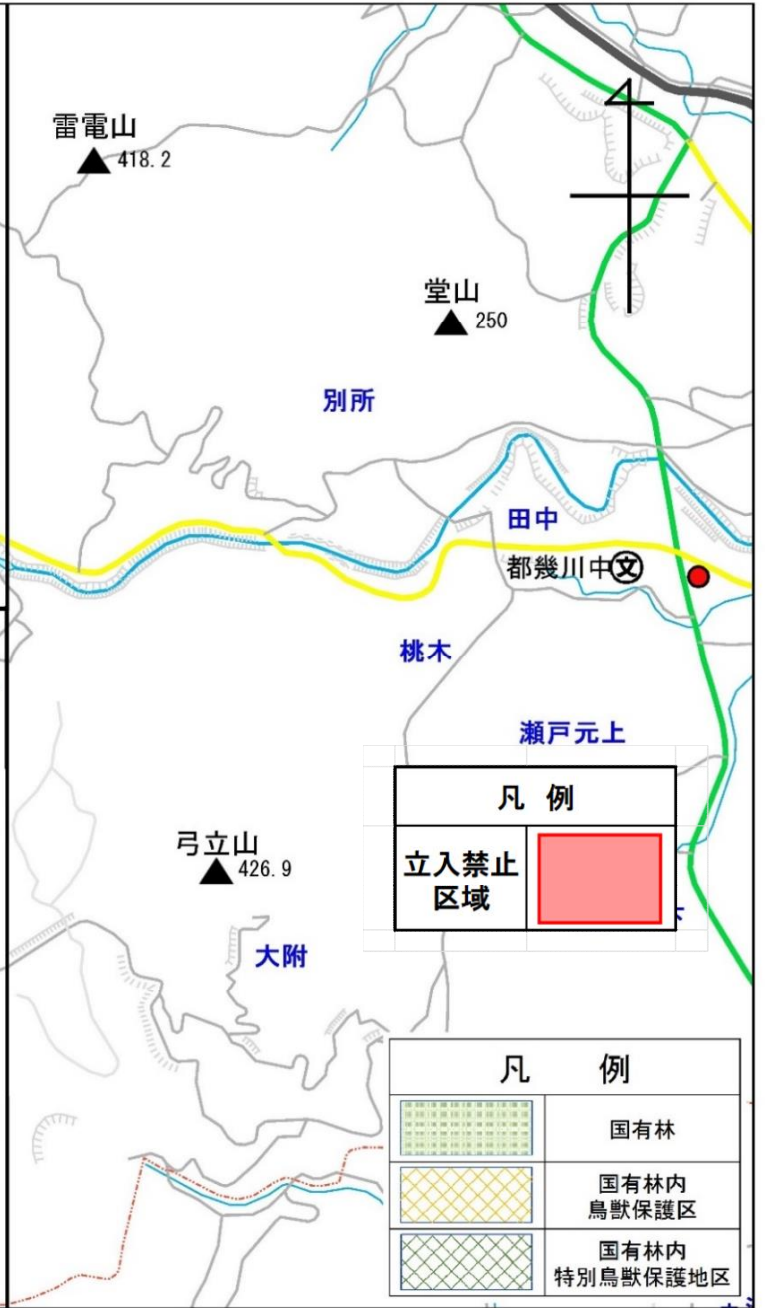 雷電山
418.2
堂山
250
別所
田中
都幾川中
文
桃木
瀬戸元上
凡 例
立入禁止
区域
弓立山
426.9
大附
凡 例
国有林
国有林内
鳥獣保護区
国有林内
特別鳥獣保護地区